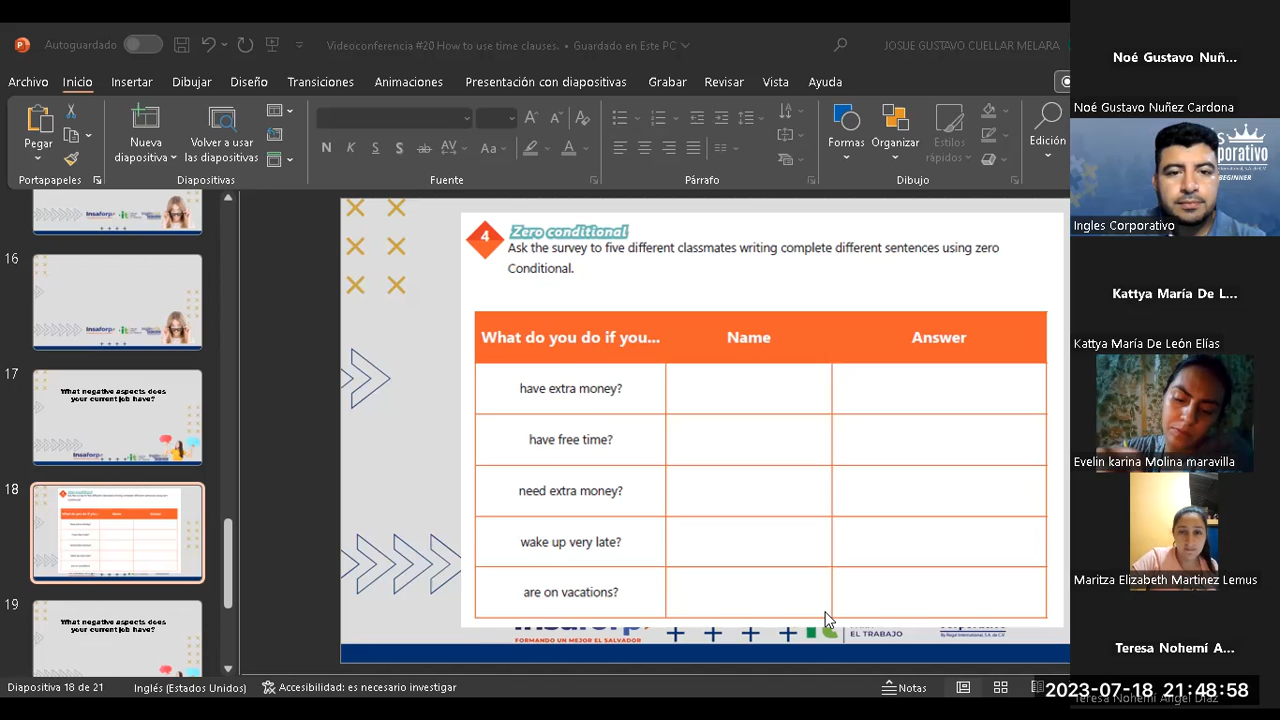 Autoguardado
Videoconferencia #20 How to use time clauses. • Guardado en Este PC
JOSUE GUSTAVO CUELLAR MELARA
Archivo Inicio Insertar Dibujar Diseño Transiciones Animaciones Presentación con diapositivas Grabar Revisar Vista Ayuda
Pegar
Nueva diapositiva
Volver a usar las diapositivas
N K S S ab AV Aa A
Formas
Organizar
Estilos rápidos
Edición
Portapapeles
Diapositivas
Fuente
Párrafo
Dibujo
16
17
What negative aspects does
your current job have?
18
19
What negative aspects does
your current job have?
4
Zero conditional
Ask the survey to five different classmates writing complete different sentences using zero
Conditional.
What do you do if you... Name Answer
have extra money?
have free time?
need extra money?
wake up very late?
are on vacations?
FORMANDO UN MEJOR EL SALVADOR
EL TRABAJO
Diapositiva 18 de 21
Inglés (Estados Unidos)
Accesibilidad: es necesario investigar
Notas
Noé Gustavo Nuñ...
Noé Gustavo Nuñez Cardona
BEGINNER
Ingles Corporativo
Kattya María De L...
Kattya María De León Elías
Evelin karina Molina maravilla
Maritza Elizabeth Martinez Lemus
Teresa Nohemí A...
Teresa Nohemi Angel Diaz
2023-07-18 21:48:58